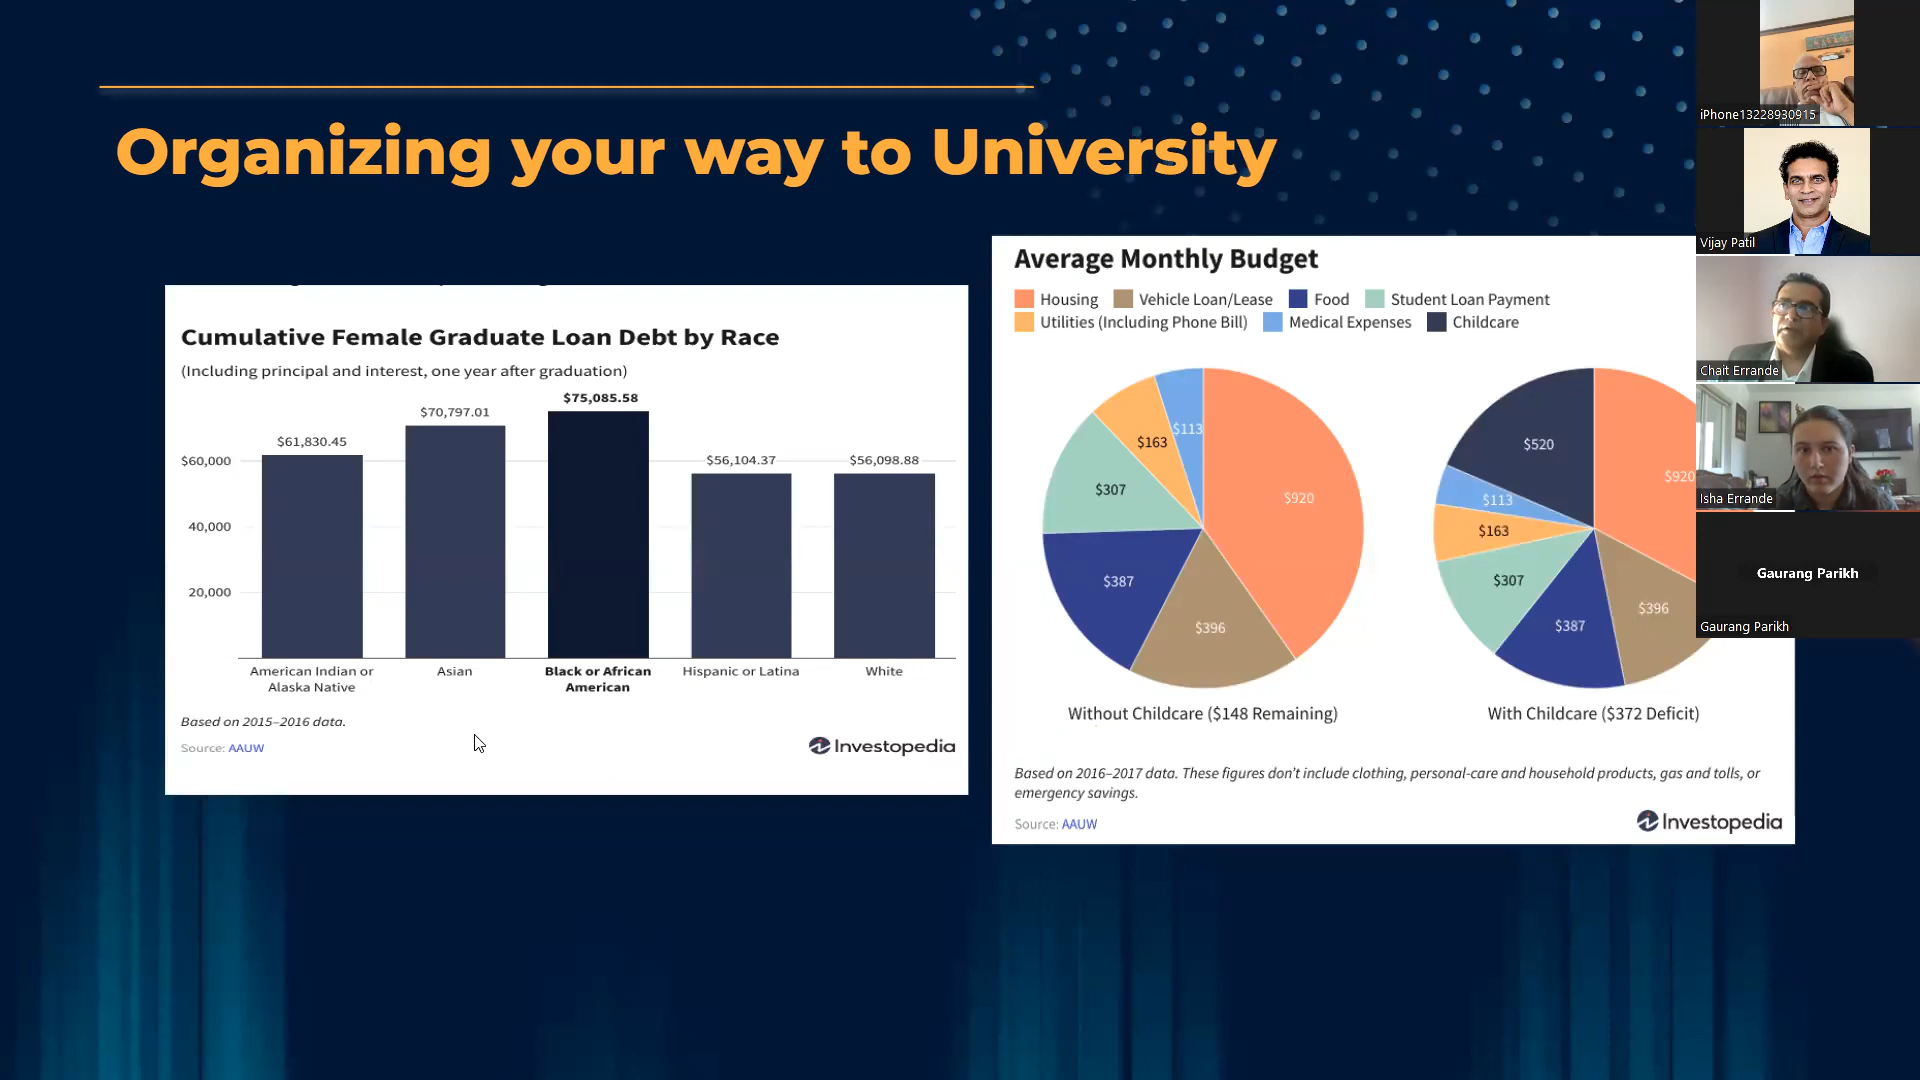 Organizing your way to University
Cumulative Female Graduate Loan Debt by Race
(Including principal and interest, one year after graduation)
$75,085.58
$70,797.01
$61,830.45
$60,000
$56,104.37
$56,098.88
40,000
20,000
American Indian or
Alaska Native
Asian
Black or African
American
Hispanic or Latina
White
Based on 2015–2016 data.
Source: AAUW
Investopedia
Average Monthly Budget
Housing Vehicle Loan/Lease Food Student Loan Payment
Utilities (Including Phone Bill) Medical Expenses Childcare
$113
$163
$920
$307
$387
$396
Without Childcare ($148 Remaining)
$520
$920
$113
$163
$307
$396
$387
With Childcare ($372 Deficit)
Based on 2016–2017 data. These figures don’t include clothing, personal-care and household products, gas and tolls, or
emergency savings.
Source: AAUW
Investopedia
iPhone13228930915
Vijay Patil
Chait Errande
Isha Errande
Gaurang Parikh
Gaurang Parikh